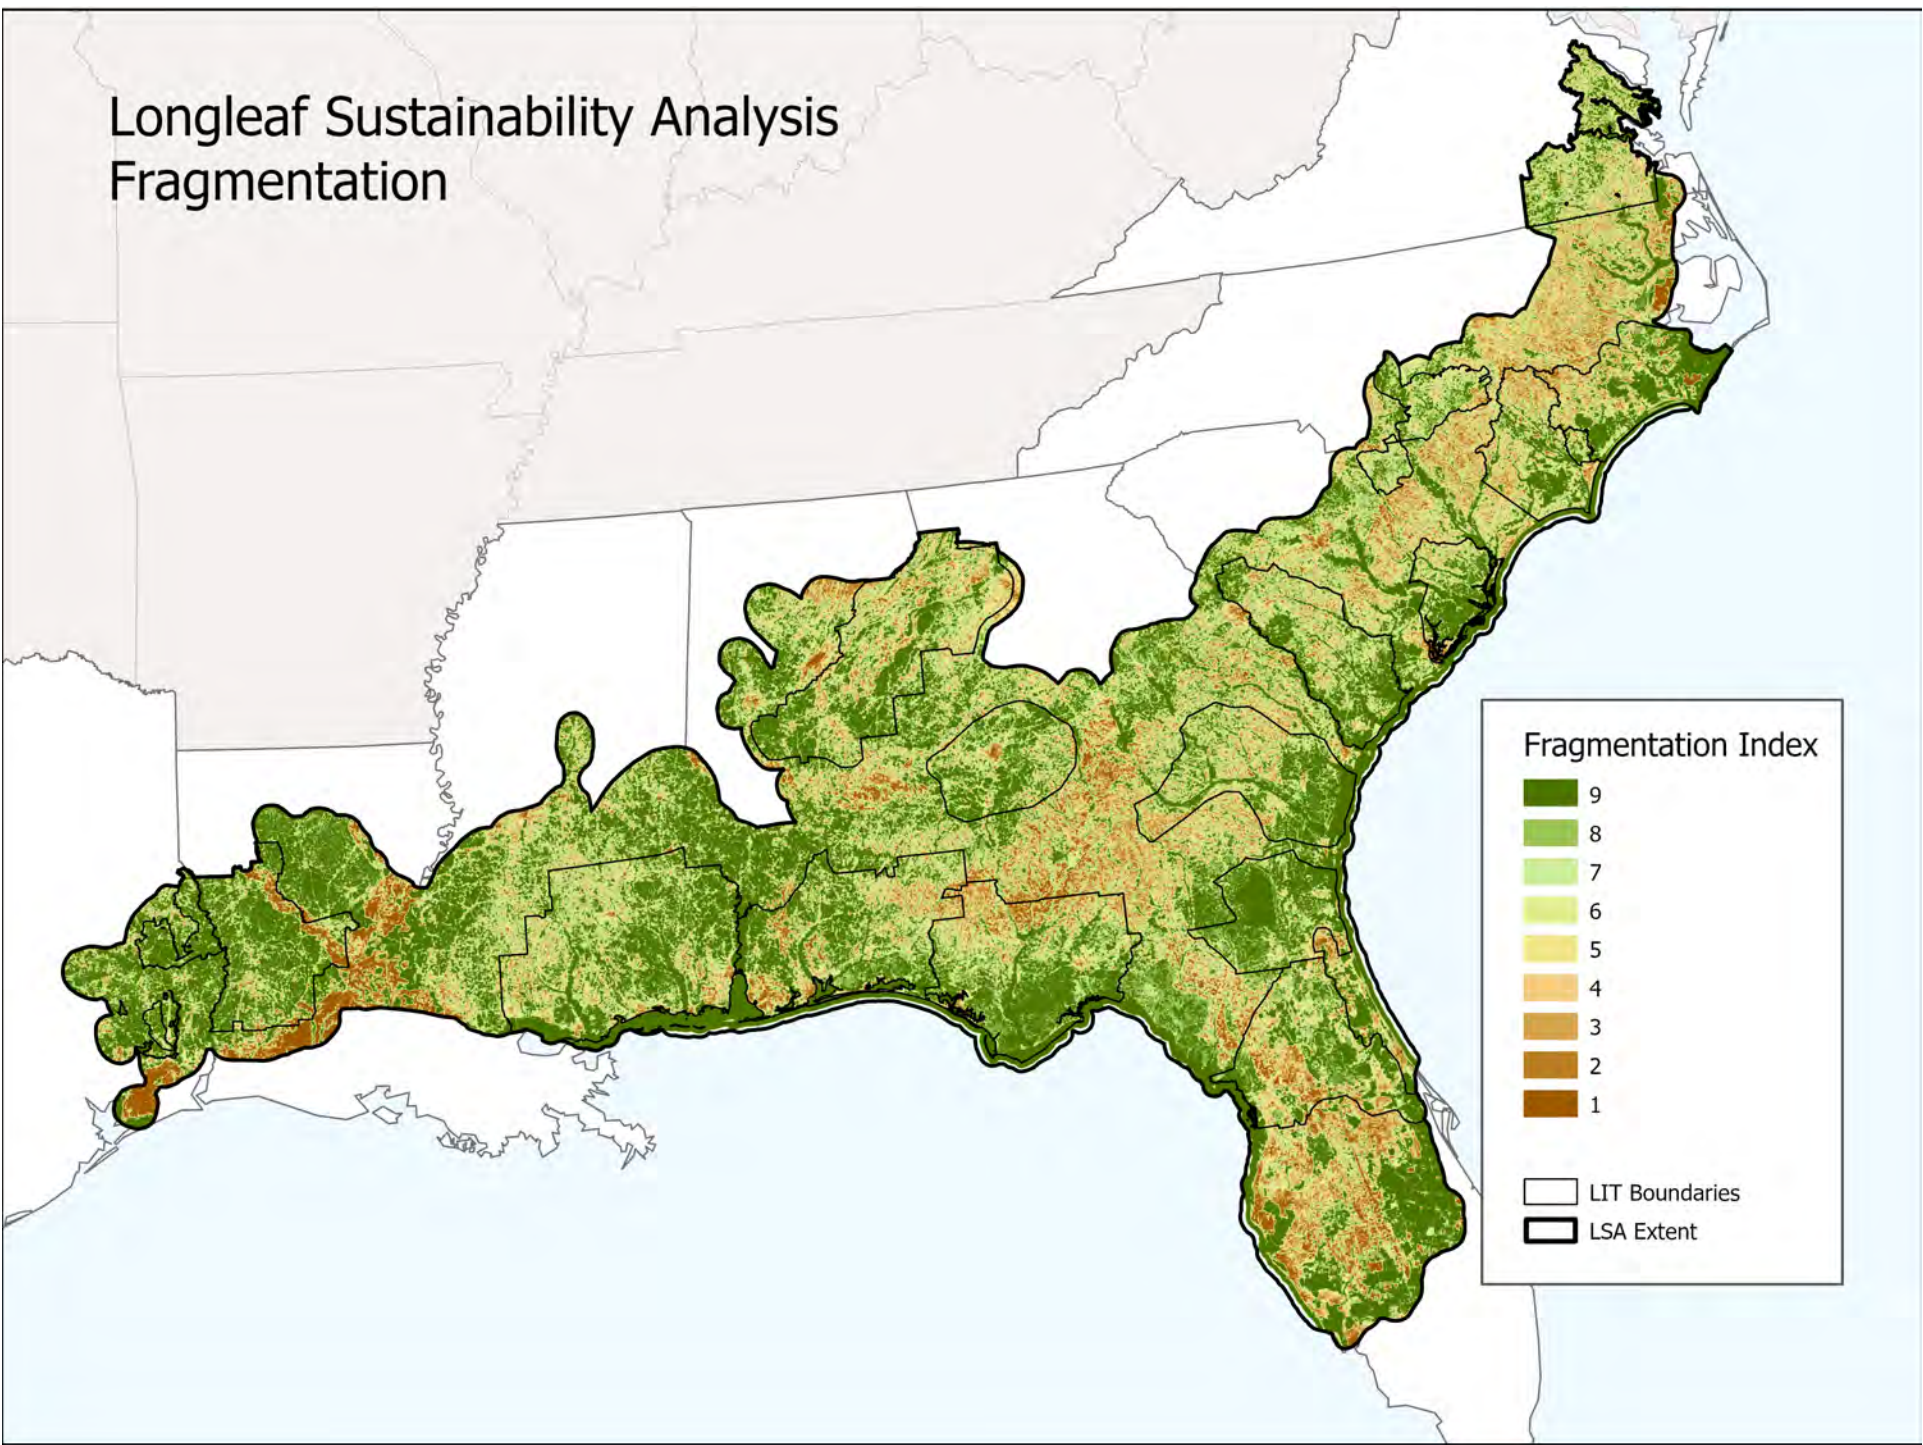 Longleaf Sustainability Analysis
Fragmentation
Fragmentation Index
9
8
7
6
5
4
3
2
1
LIT Boundaries
LSA Extent